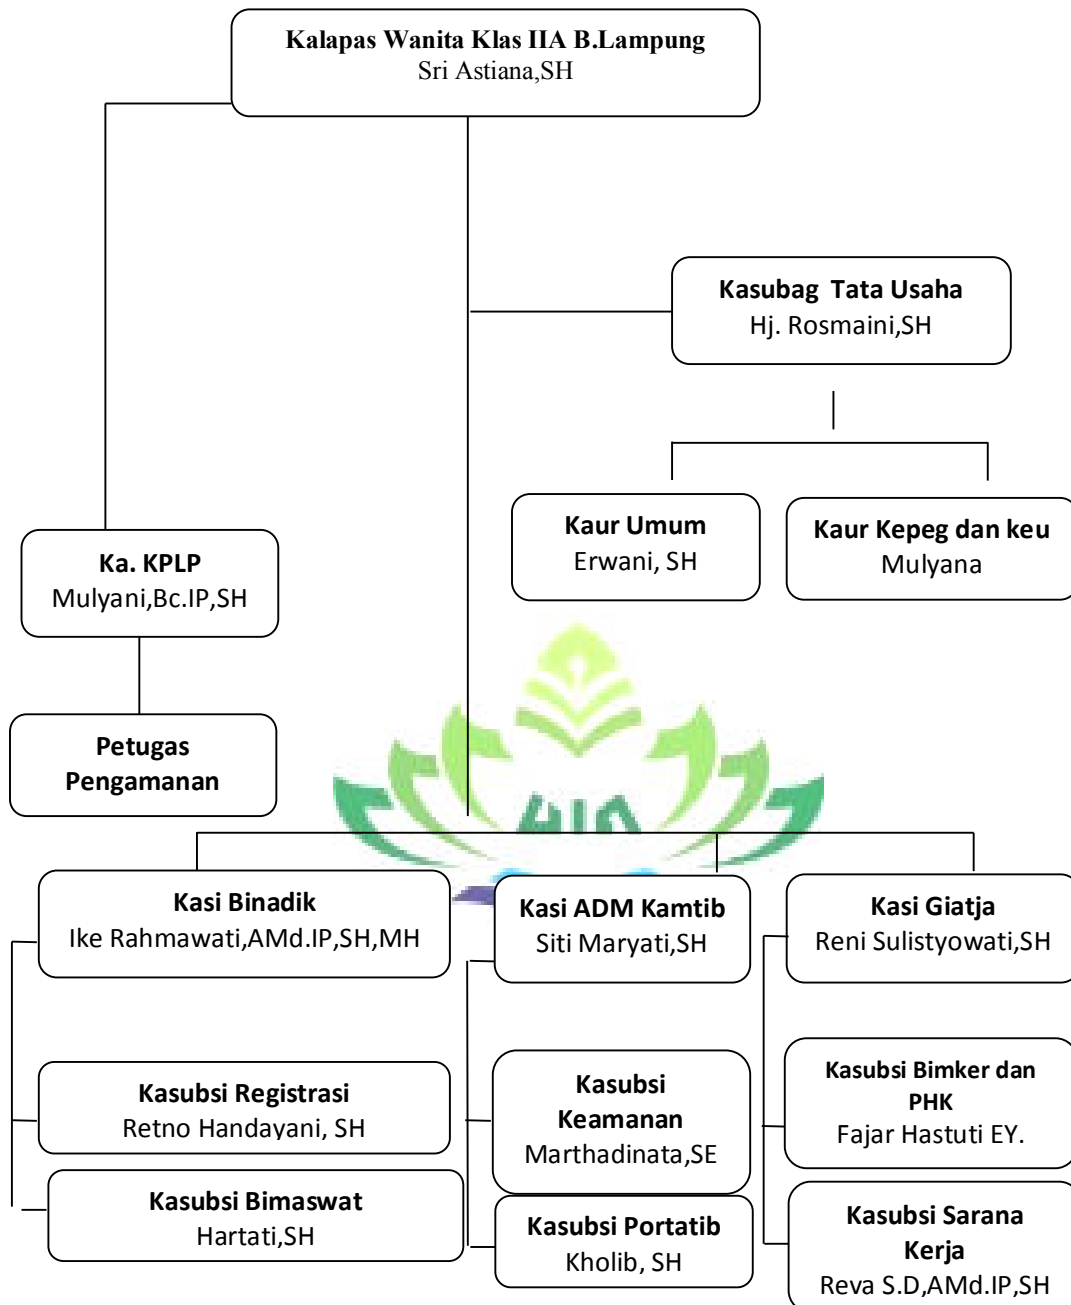 Kalapas Wanita Klas IIA B.Lampung
Sri Astiana,SH
Kasubag Tata Usaha
Hj. Rosmaini,SH
Kaur Umum
Erwani, SH
Kaur Kepeg dan keu
Mulyana
Ka. KPLP
Mulyani,Bc.IP,SH
Petugas
Pengamanan
Kasi Binadik
Ike Rahmawati,AMd.IP,SH,MH
Kasi ADM Kamtib
Siti Maryati,SH
Kasi Giatja
Reni Sulistyowati,SH
Kasubsi Registrasi
Retno Handayani, SH
Kasubsi
Keamanan
Marthadinata,SE
Kasubsi Bimker dan
PHK
Fajar Hastuti EY.
Kasubsi Bimaswat
Hartati,SH
Kasubsi Portatib
Kholib, SH
Kasubsi Sarana
Kerja
Reva S.D,AMd.IP,SH